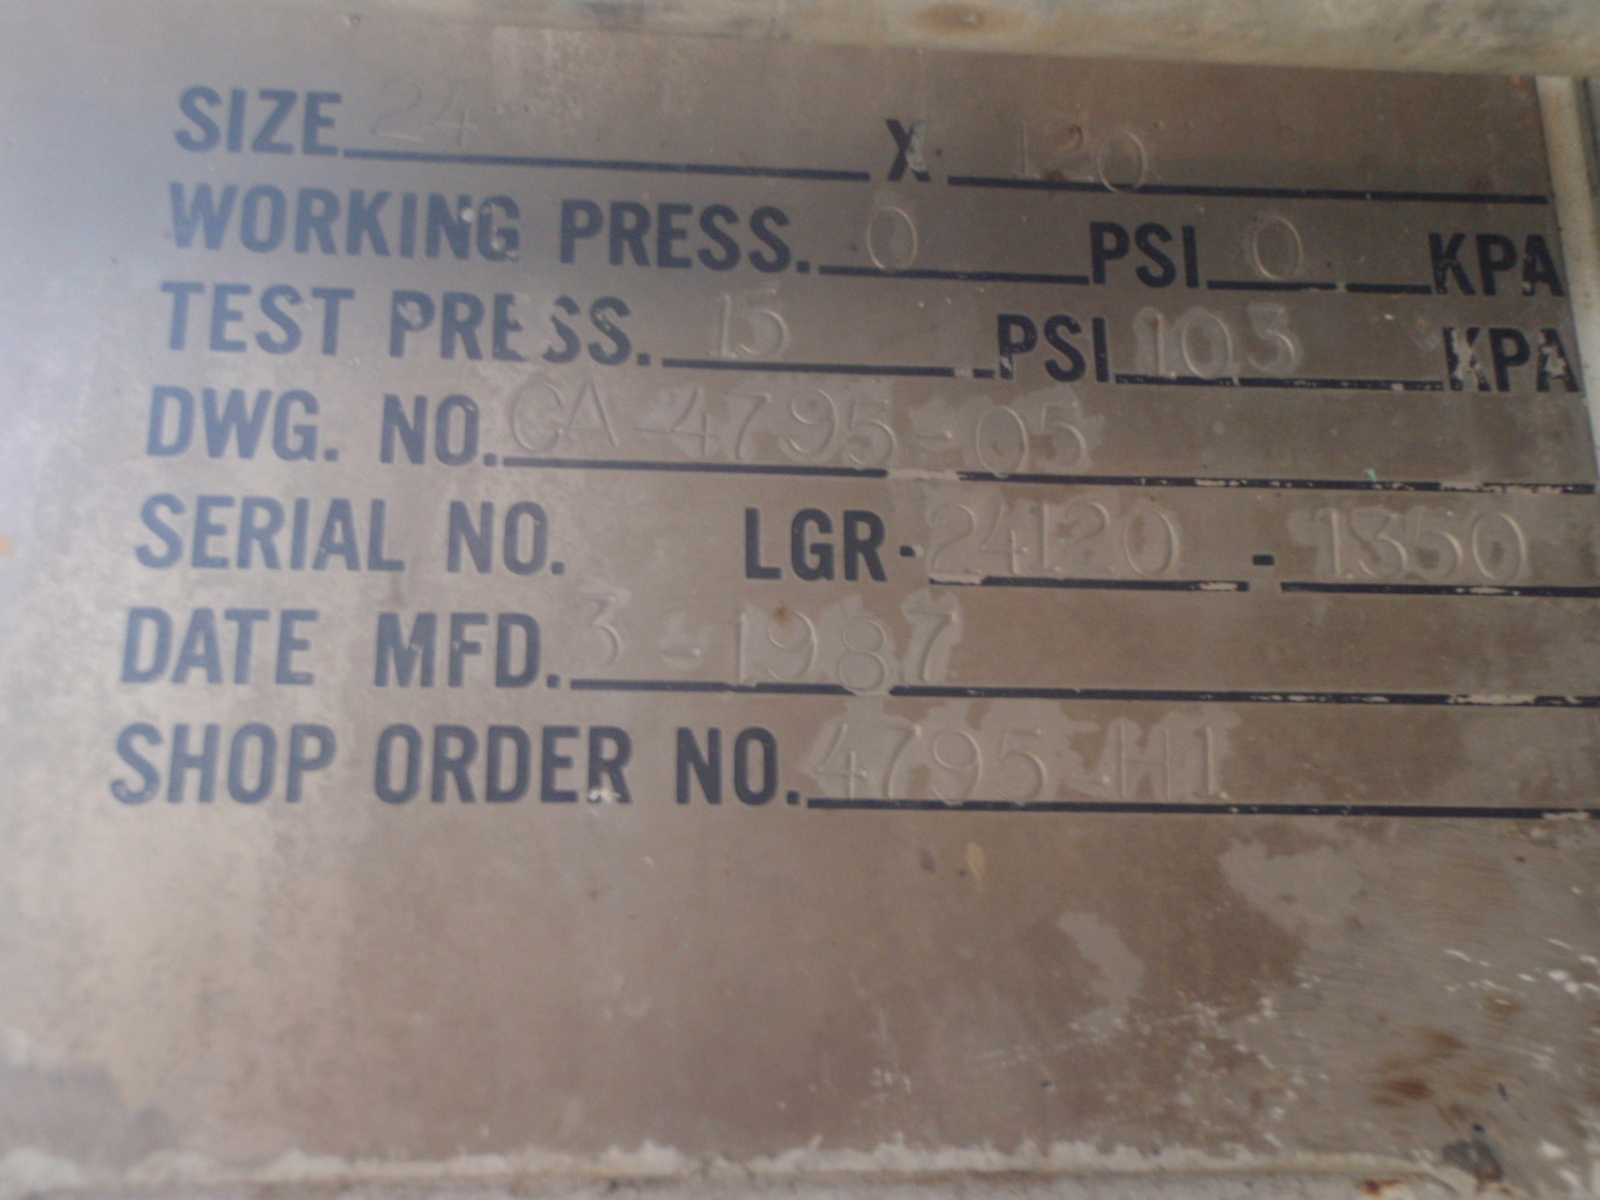 SIZE 24 X 120
WORKING PRESS. 0 PSI 0 KPA
TEST PRESS. 15 PSI 103 KPA
DWG. NO. CA-4795-05
SERIAL NO. LGR-24120-1350
DATE MFD. 3-1987
SHOP ORDER NO. 4795-H1